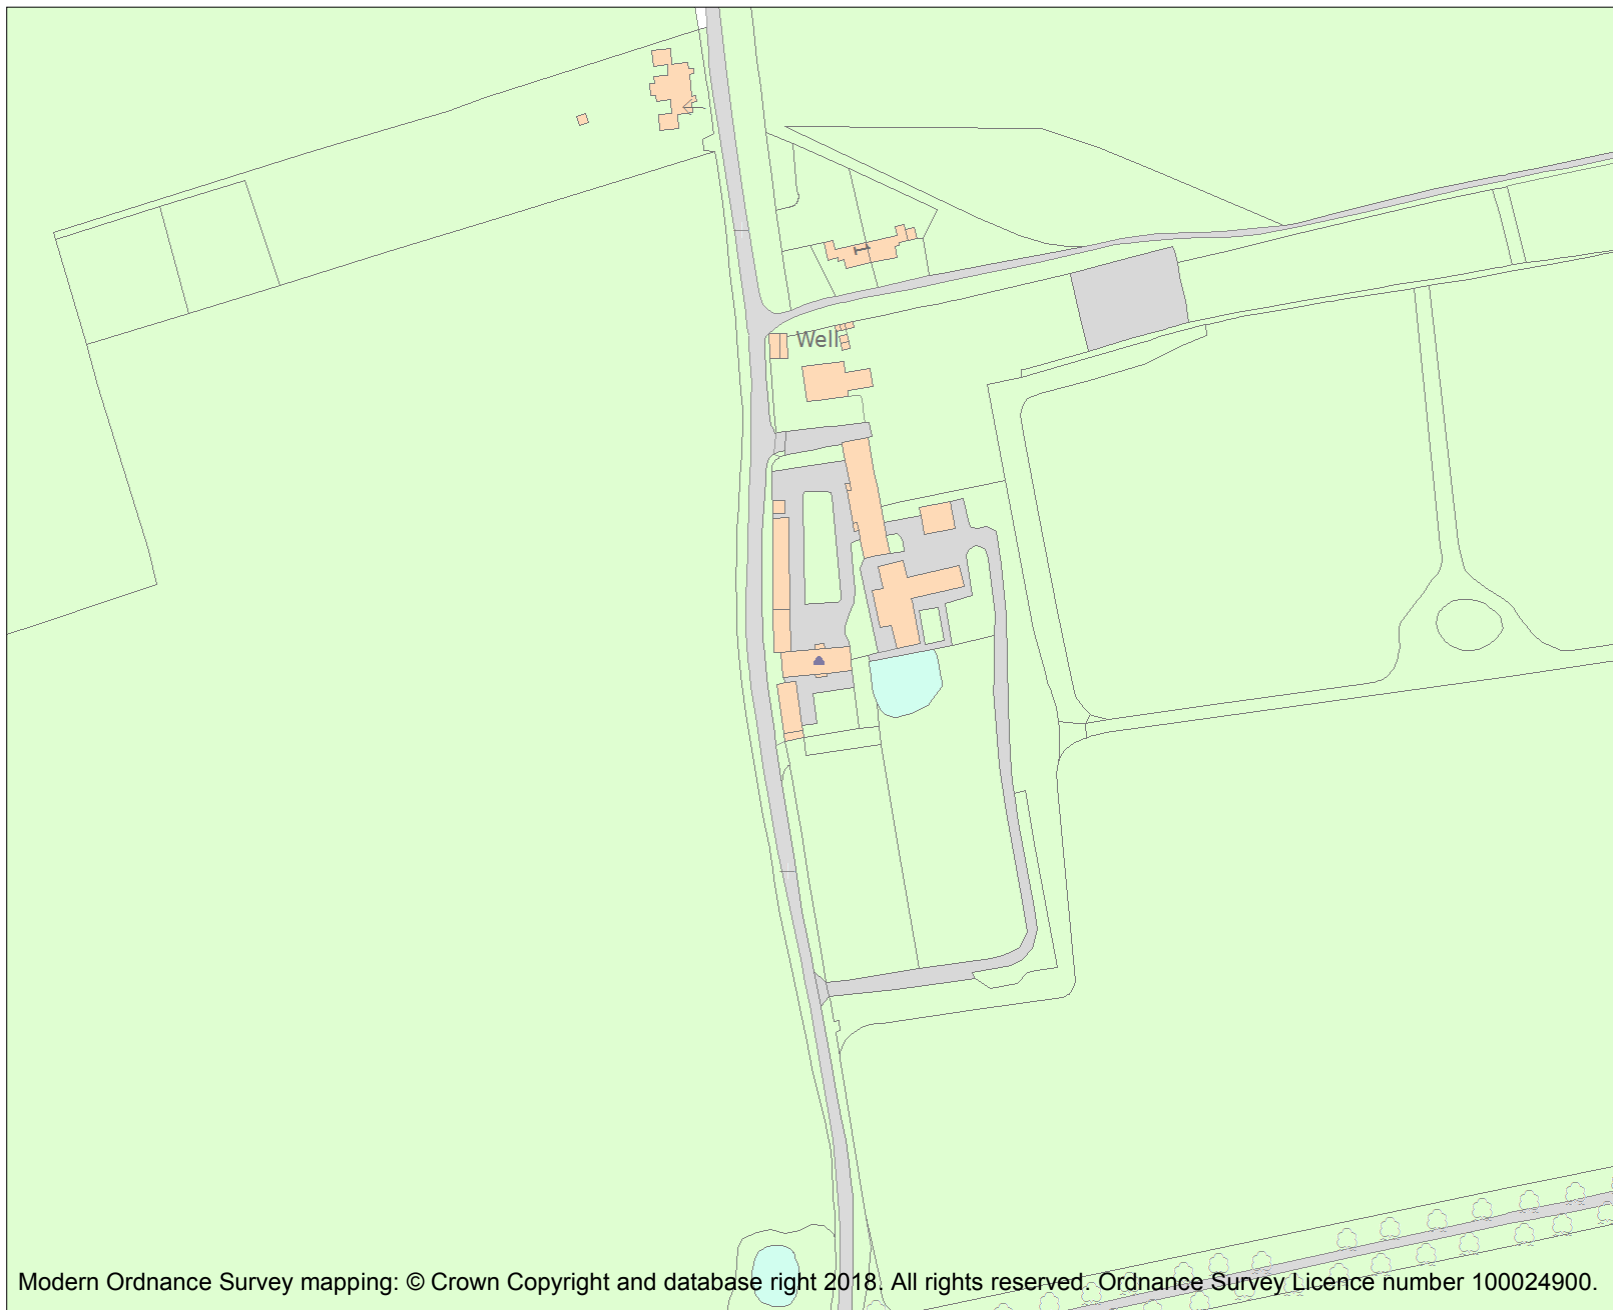 1
Well
Modern Ordnance Survey mapping: © Crown Copyright and database right 2018. All rights reserved. Ordnance Survey Licence number 100024900.